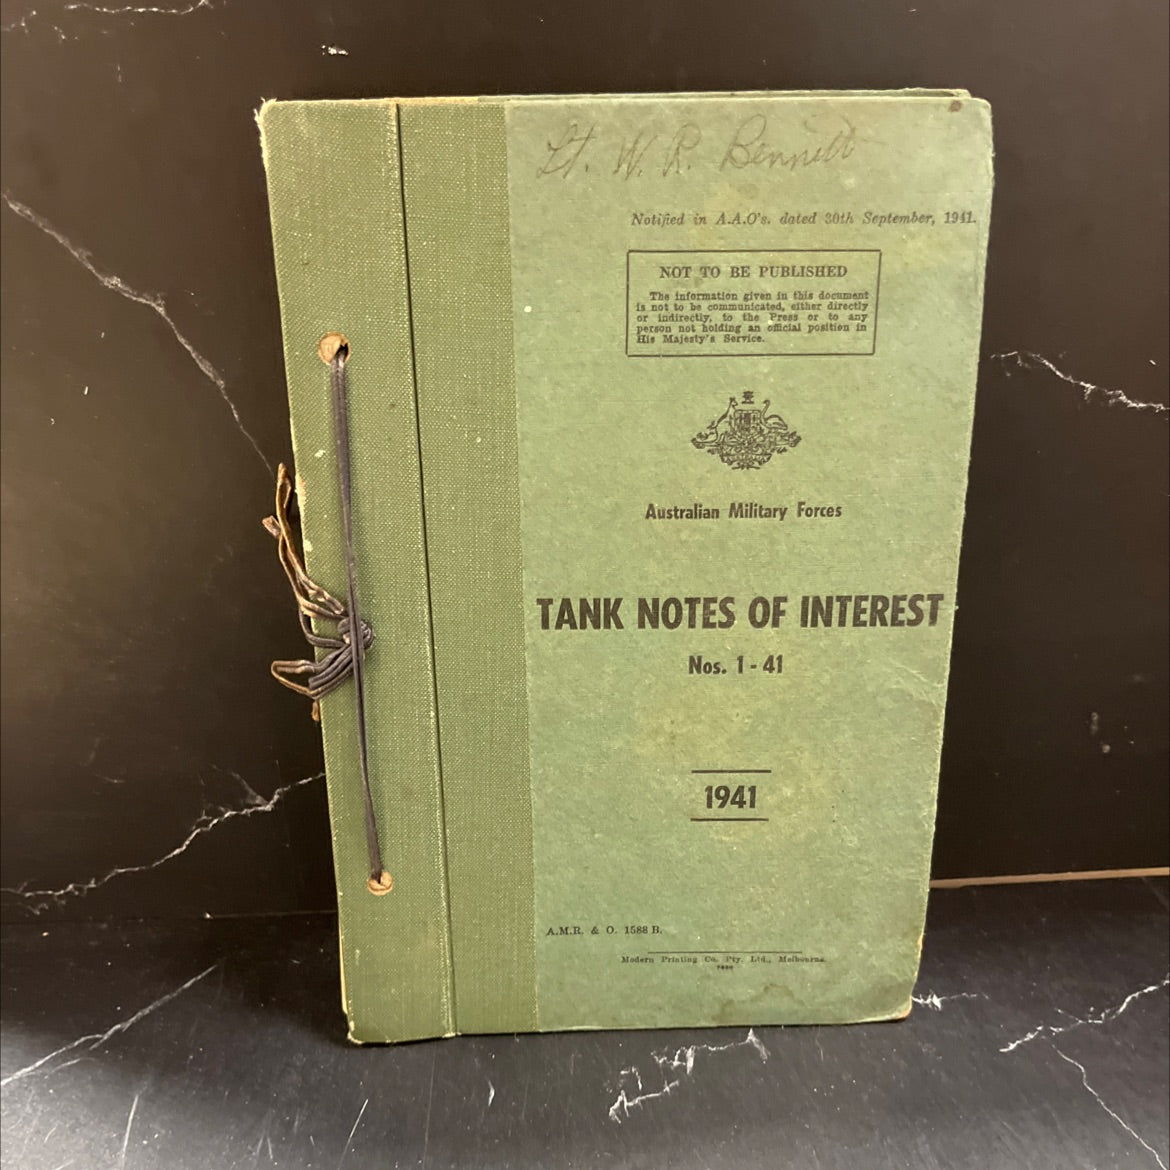 Lt. W. R. Bennett
Notified in A.A.O's. dated 30th September, 1941.
NOT TO BE PUBLISHED
The information given in this document
is not to be communicated, either directly
or indirectly, to the Press or to any
person not holding an official position in
His Majesty's Service.
AUSTRALIA
Australian Military Forces
TANK NOTES OF INTEREST
Nos. 1 - 41
1941
A.M.R. & O. 1588 B.
Modern Printing Co. Pty. Ltd., Melbourne.